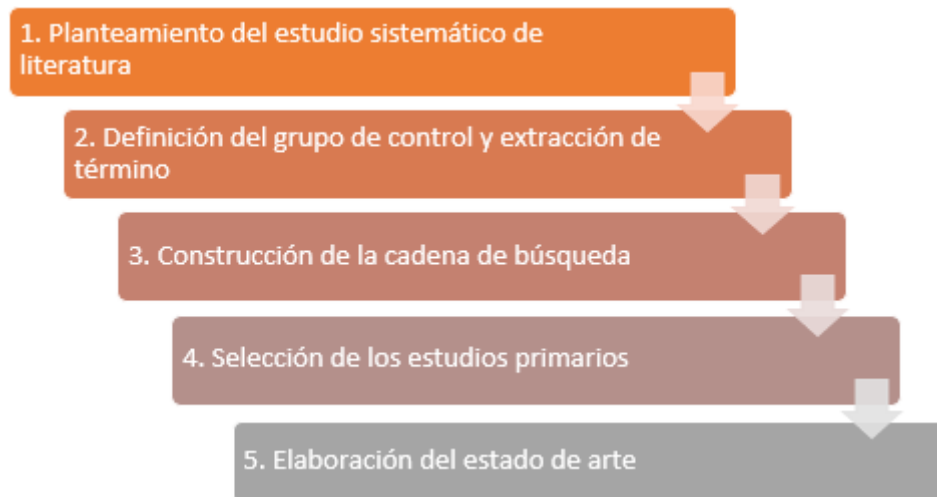 1. Planteamiento del estudio sistemático de
literatura
2. Definición del grupo de control y extracción de
término
3. Construcción de la cadena de búsqueda
4. Selección de los estudios primarios
5. Elaboración del estado de arte